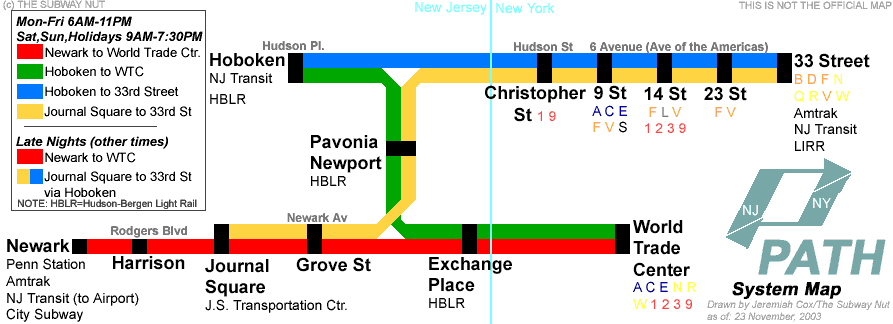 (c) THE SUBWAY NUT
New Jersey
New York
THIS IS NOT THE OFFICIAL MAP
Mon-Fri 6AM-11PM
Sat,Sun,Holidays 9AM-7:30PM
Newark to World Trade Ctr.
Hoboken to WTC
Hoboken to 33rd Street
Journal Square to 33rd St
Late Nights (other times)
Newark to WTC
Journal Square to 33rd St
via Hoboken
NOTE: HBLR=Hudson-Bergen Light Rail
Hudson Pl.
Hoboken
NJ Transit
HBLR
Hudson St
6 Avenue (Ave of the Americas)
Christopher
St 1 9
9 St
A C E
F V S
14 St
F L V
1 2 3 9
23 St
F V
33 Street
B D F N
Q R V W
Amtrak
NJ Transit
LIRR
Pavonia
Newport
HBLR
Newark Av
Rodgers Blvd
Newark
Penn Station
Amtrak
NJ Transit (to Airport)
City Subway
Harrison
Journal
Square
J.S. Transportation Ctr.
Grove St
Exchange
Place
HBLR
World
Trade
Center
A C E N R
W 1 2 3 9
NJ
NY
PATH
System Map
Drawn by Jeremiah Cox/The Subway Nut
as of: 23 November, 2003